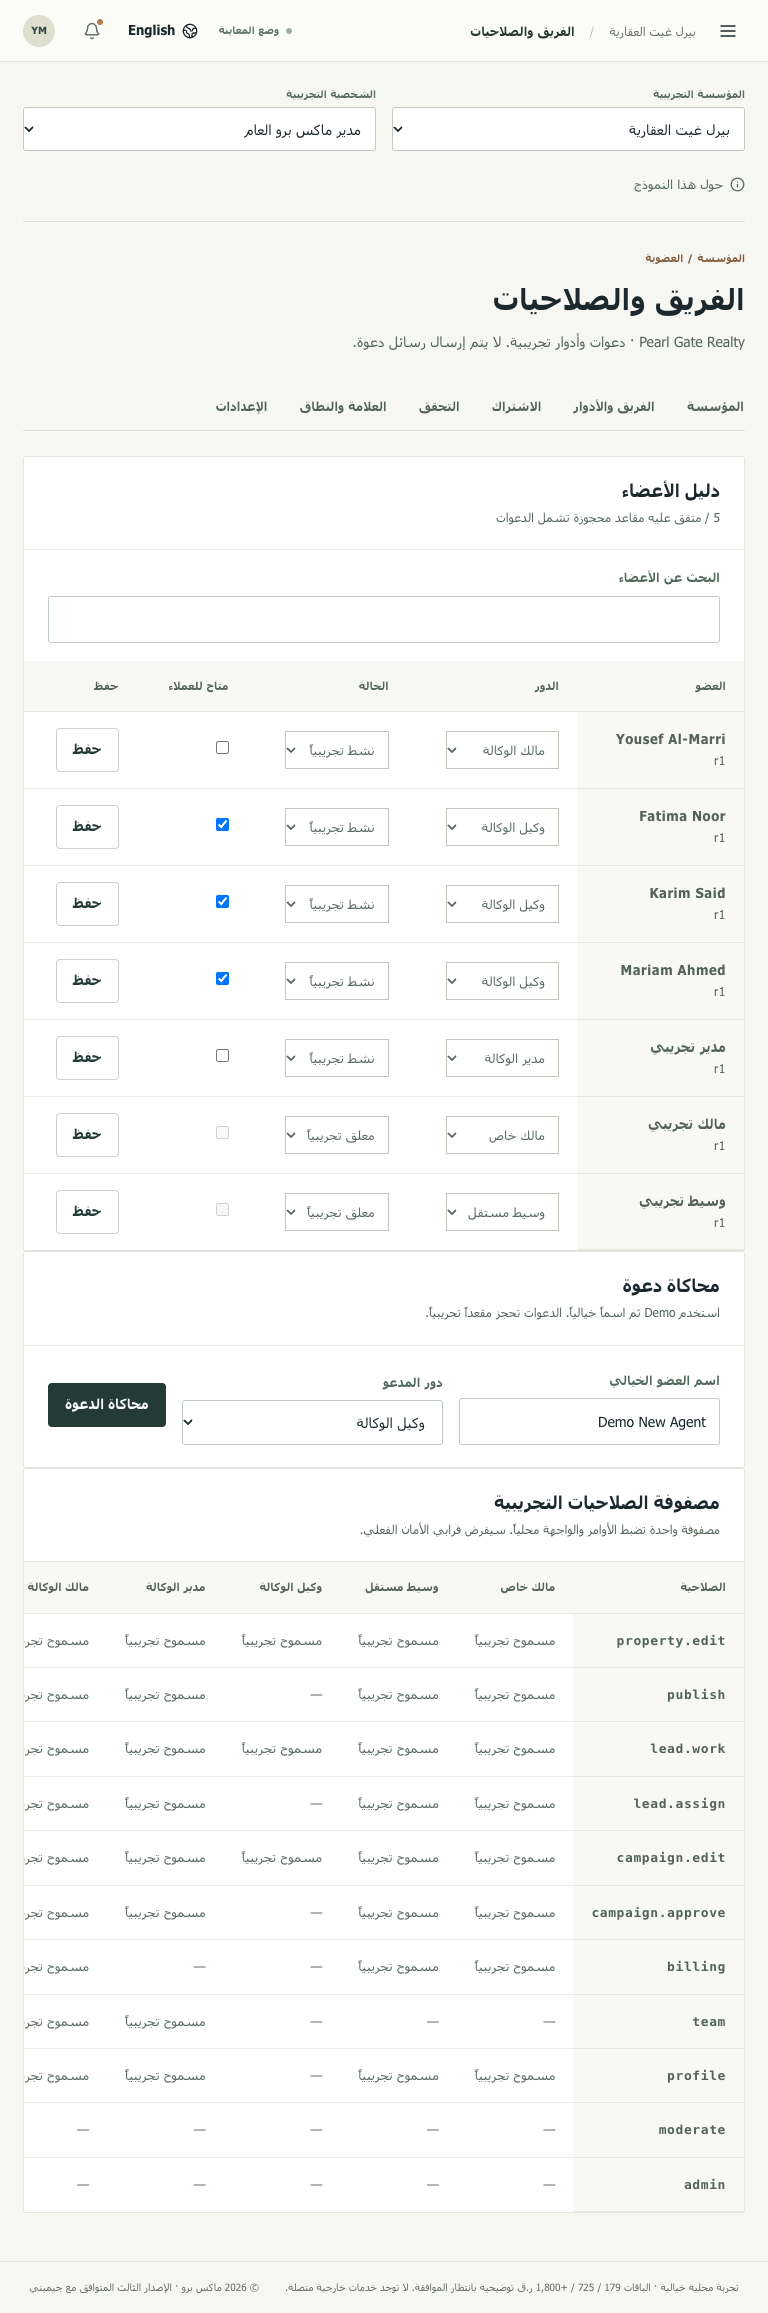 بيرل غيت العقارية / الفريق والصلاحيات
وضع المعاينة
English
YM
المؤسسة التجريبية
بيرل غيت العقارية
الشخصية التجريبية
مدير ماكس برو العام
حول هذا النموذج
المؤسسة / العضوية
الفريق والصلاحيات
Pearl Gate Realty · دعوات وأدوار تجريبية. لا يتم إرسال رسائل دعوة.
المؤسسة الفريق والأدوار الاشتراك التحقق العلامة والنطاق الإعدادات
دليل الأعضاء
5 / متفق عليه مقاعد محجوزة تشمل الدعوات
البحث عن الأعضاء
العضو الدور الحالة متاح للعملاء حفظ
Yousef Al-Marri مالك الوكالة نشط تجريبياً حفظ
r1
Fatima Noor وكيل الوكالة نشط تجريبياً حفظ
r1
Karim Said وكيل الوكالة نشط تجريبياً حفظ
r1
Mariam Ahmed وكيل الوكالة نشط تجريبياً حفظ
r1
مدير تجريبي مدير الوكالة نشط تجريبياً حفظ
r1
مالك تجريبي مالك خاص معلق تجريبياً حفظ
r1
وسيط تجريبي وسيط مستقل معلق تجريبياً حفظ
r1
محاكاة دعوة
استخدم Demo ثم اسماً خيالياً. الدعوات تحجز مقعداً تجريبياً.
اسم العضو الخيالي
Demo New Agent
دور المدعو
وكيل الوكالة
محاكاة الدعوة
مصفوفة الصلاحيات التجريبية
مصفوفة واحدة تضبط الأوامر والواجهة محلياً. سيفرض فرابي الأمان الفعلي.
الصلاحية مالك خاص وسيط مستقل وكيل الوكالة مدير الوكالة مالك الوكالة
property.edit مسموح تجريبياً مسموح تجريبياً مسموح تجريبياً مسموح تجريبياً مسموح
publish مسموح تجريبياً مسموح تجريبياً — مسموح تجريبياً مسموح
lead.work مسموح تجريبياً مسموح تجريبياً مسموح تجريبياً مسموح تجريبياً مسموح
lead.assign مسموح تجريبياً مسموح تجريبياً — مسموح تجريبياً مسموح
campaign.edit مسموح تجريبياً مسموح تجريبياً مسموح تجريبياً مسموح تجريبياً مسموح
campaign.approve مسموح تجريبياً مسموح تجريبياً — مسموح تجريبياً مسموح
billing مسموح تجريبياً مسموح تجريبياً — — مسموح
team — — — مسموح تجريبياً مسموح
profile مسموح تجريبياً مسموح تجريبياً — مسموح تجريبياً مسموح
moderate — — — — —
admin — — — — —
تجربة محلية خيالية · الباقات 179 / 725 / +1,800 ر.ق توضيحية بانتظار الموافقة. لا توجد خدمات خارجية متصلة.
© 2026 ماكس برو · الإصدار الثالث المتوافق مع جيميني